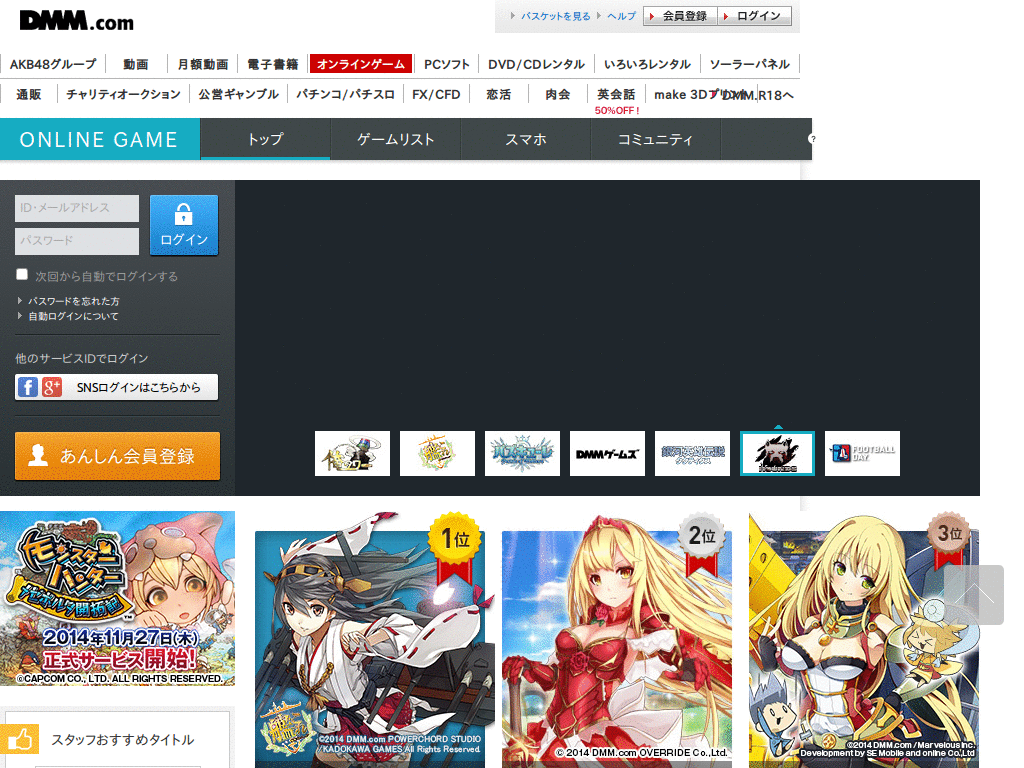 DMM.com
バスケットを見る ヘルプ 会員登録 ログイン
AKB48グループ 動画 月額動画 電子書籍 オンラインゲーム PCソフト DVD/CDレンタル いろいろレンタル ソーラーパネル
通販 チャリティオークション 公営ギャンブル パチンコ/パチスロ FX/CFD 恋活 肉会 英会話 make 3Dプリント DMM.R18へ
50%OFF!
ONLINE GAME トップ ゲームリスト スマホ コミュニティ
?
ID・メールアドレス
パスワード
ログイン
次回から自動でログインする
パスワードを忘れた方
自動ログインについて
他のサービスIDでログイン
SNSログインはこちらから
あんしん会員登録
DMMゲームズ
銀河英雄伝説
タクティクス
FOOTBALL
DAY.
モンスター
ハンター
メゼポルタ開拓記
2014年11月27日(木)
正式サービス開始!
©CAPCOM CO., LTD. ALL RIGHTS RESERVED.
1位
©2014 DMM.com POWERCHORD STUDIO
/KADOKAWA GAMES All Rights Reserved.
2位
© 2014 DMM.com OVERRIDE Co.,Ltd.
3位
©2014 DMM.com / Marvelous Inc.
Development by SE Mobile and online Co.,Ltd
スタッフおすすめタイトル